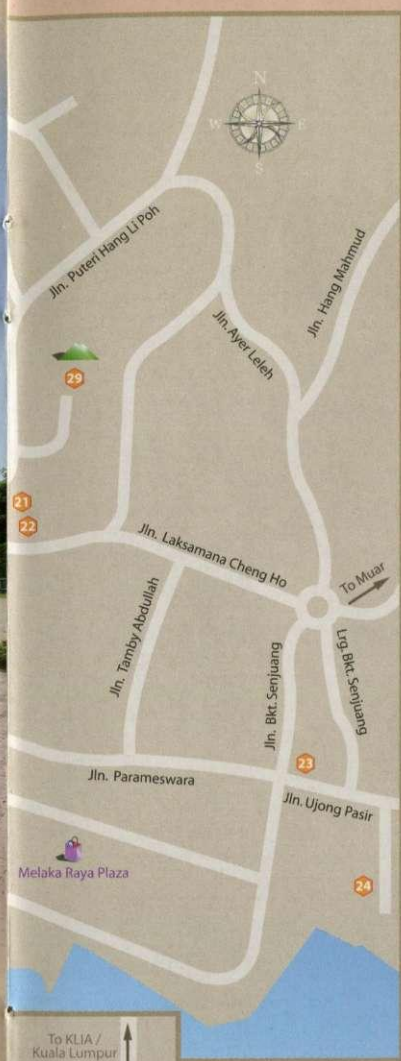 N
W E
S
Jln. Puteri Hang Li Poh
Jln. Hang Mahmud
Jln. Ayer Leleh
29
21
22
Jln. Laksamana Cheng Ho
To Muar
Jln. Tamby Abdullah
Jln. Bkt. Senjuang
Lrg. Bkt. Senjuang
23
Jln. Parameswara
Jln. Ujong Pasir
Melaka Raya Plaza
24
To KLIA /
Kuala Lumpur